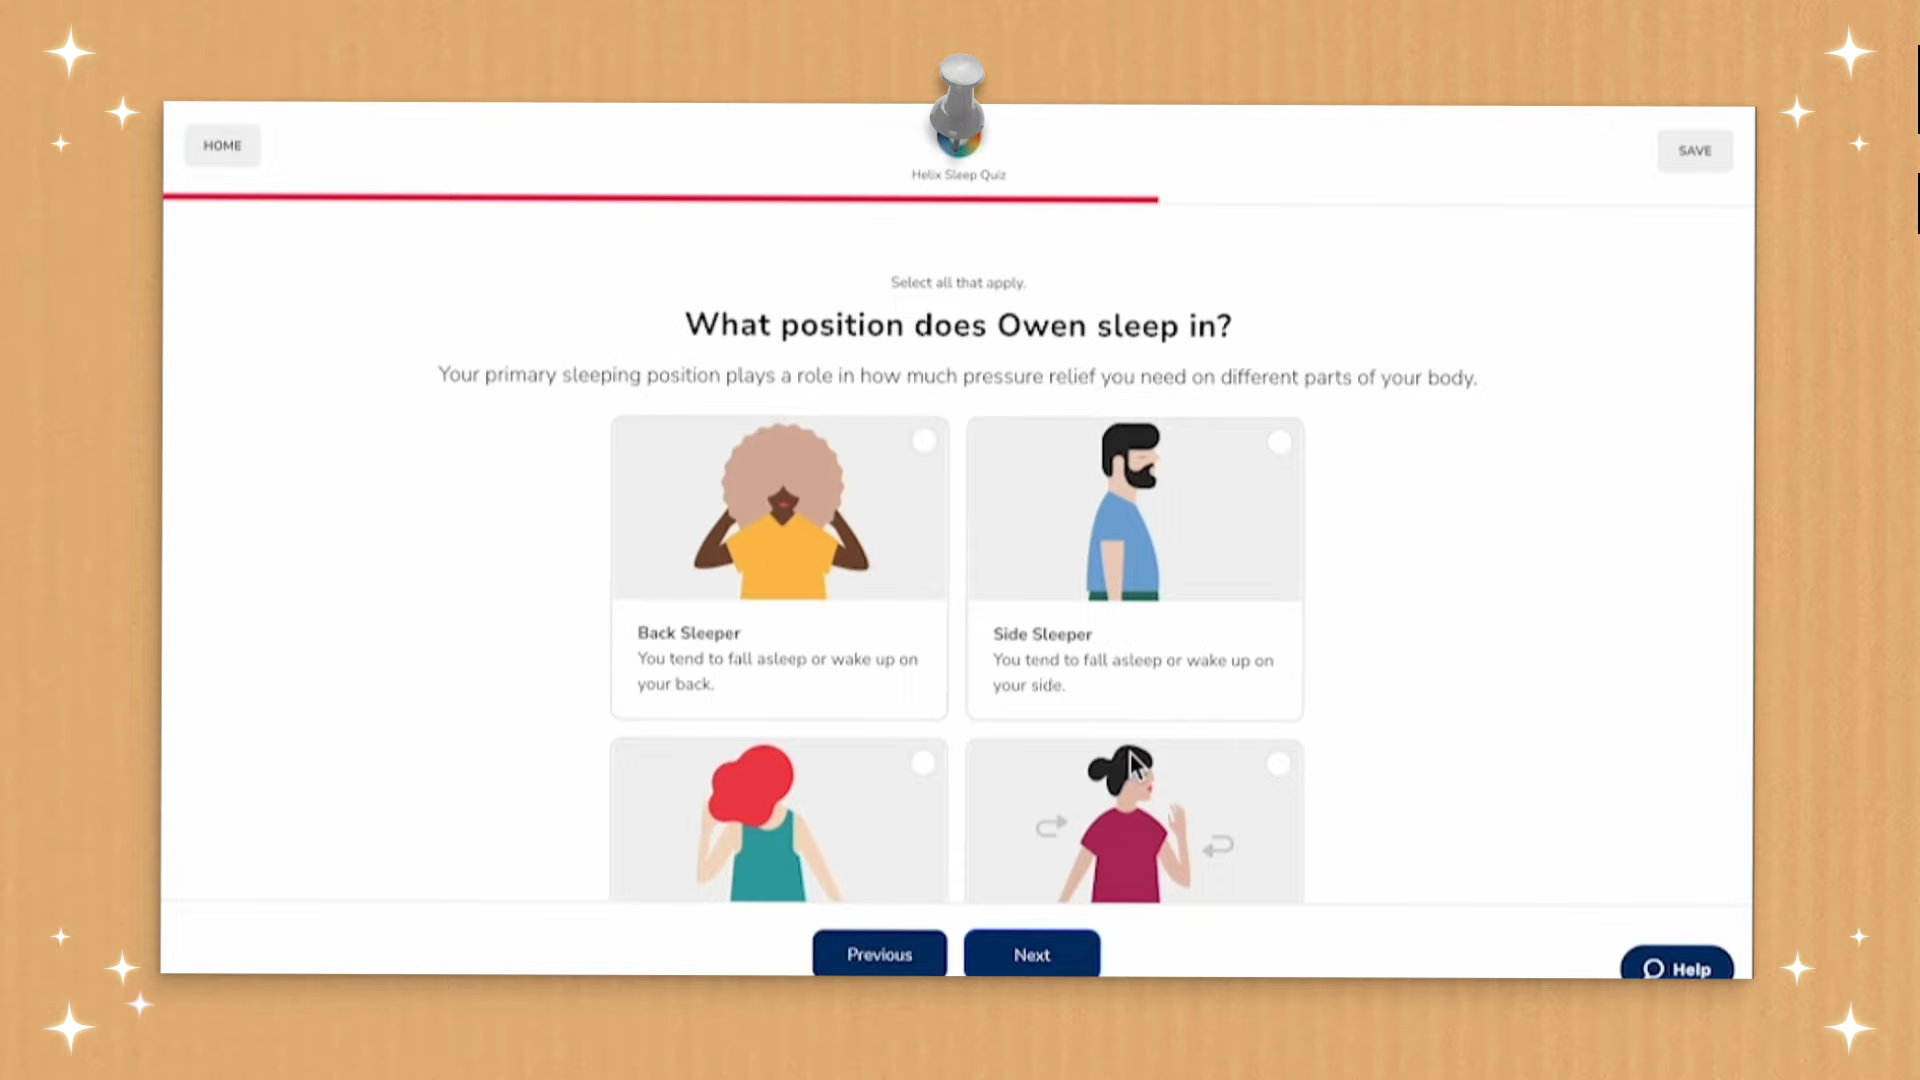 HOME
SAVE
Helix Sleep Quiz
Select all that apply.
What position does Owen sleep in?
Your primary sleeping position plays a role in how much pressure relief you need on different parts of your body.
Back Sleeper
You tend to fall asleep or wake up on
your back.
Side Sleeper
You tend to fall asleep or wake up on
your side.
Previous
Next
Help